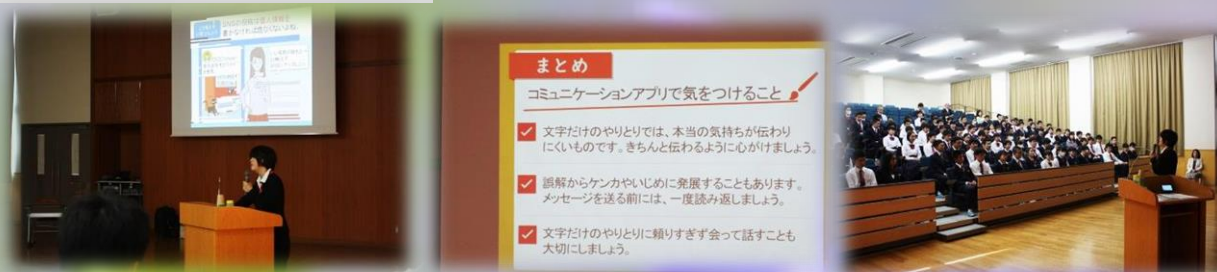 まとめ
コミュニケーションアプリで気をつけること
文字だけのやりとりでは、本当の気持ちが伝わり
にくいものです。きちんと伝わるように心がけましょう。
誤解からケンカやいじめに発展することもあります。
メッセージを送る前には、一度読み返しましょう。
文字だけのやりとりに頼りすぎず会って話すことも
大切にしましょう。